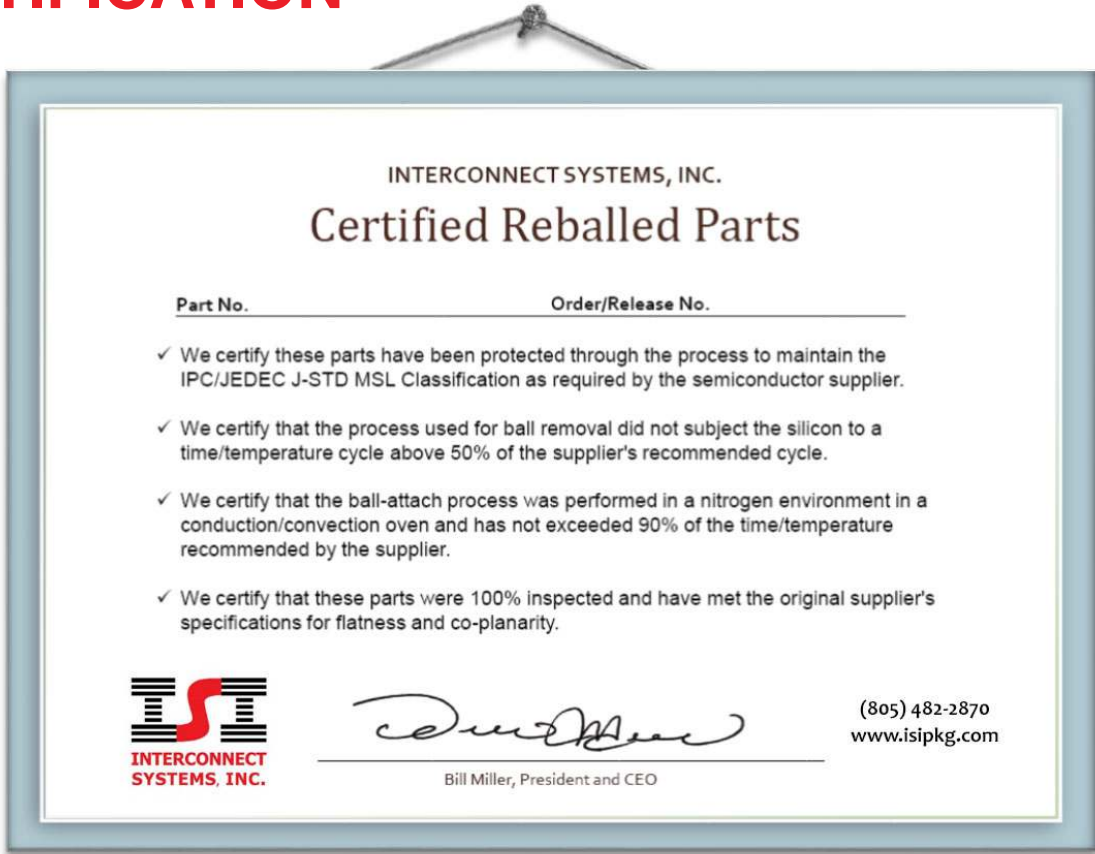 INTERCONNECT SYSTEMS, INC.
Certified Reballed Parts
Part No. Order/Release No.
✓ We certify these parts have been protected through the process to maintain the
IPC/JEDEC J-STD MSL Classification as required by the semiconductor supplier.
✓ We certify that the process used for ball removal did not subject the silicon to a
time/temperature cycle above 50% of the supplier's recommended cycle.
✓ We certify that the ball-attach process was performed in a nitrogen environment in a
conduction/convection oven and has not exceeded 90% of the time/temperature
recommended by the supplier.
✓ We certify that these parts were 100% inspected and have met the original supplier's
specifications for flatness and co-planarity.
ISI
INTERCONNECT
SYSTEMS, INC.
Bill Miller, President and CEO
(805) 482-2870
www.isipkg.com